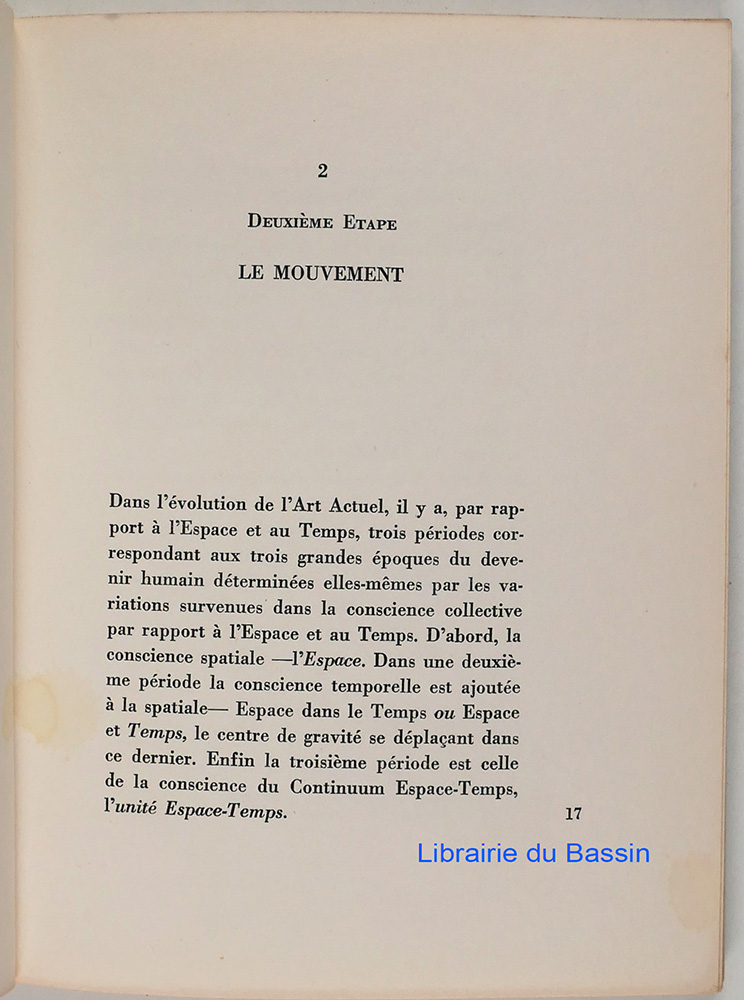 2
DEUXIÈME ETAPE
LE MOUVEMENT
Dans l'évolution de l'Art Actuel, il y a, par rap-
port à l'Espace et au Temps, trois périodes cor-
respondant aux trois grandes époques du deve-
nir humain déterminées elles-mêmes par les va-
riations survenues dans la conscience collective
par rapport à l'Espace et au Temps. D'abord, la
conscience spatiale —l'Espace. Dans une deuxiè-
me période la conscience temporelle est ajoutée
à la spatiale— Espace dans le Temps ou Espace
et Temps, le centre de gravité se déplaçant dans
ce dernier. Enfin la troisième période est celle
de la conscience du Continuum Espace-Temps,
l'unité Espace-Temps.
17
Librairie du Bassin